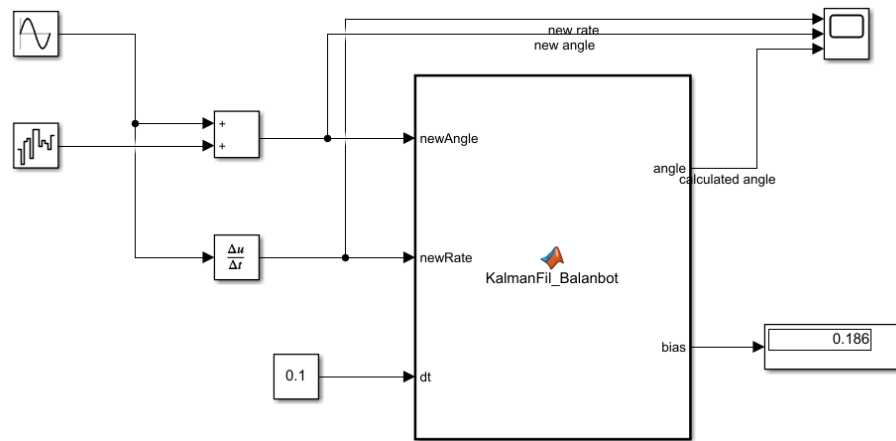 new rate
new angle
+
+
newAngle
angle
calculated angle
Δu
Δt
newRate
KalmanFil_Balanbot
0.186
bias
0.1
dt